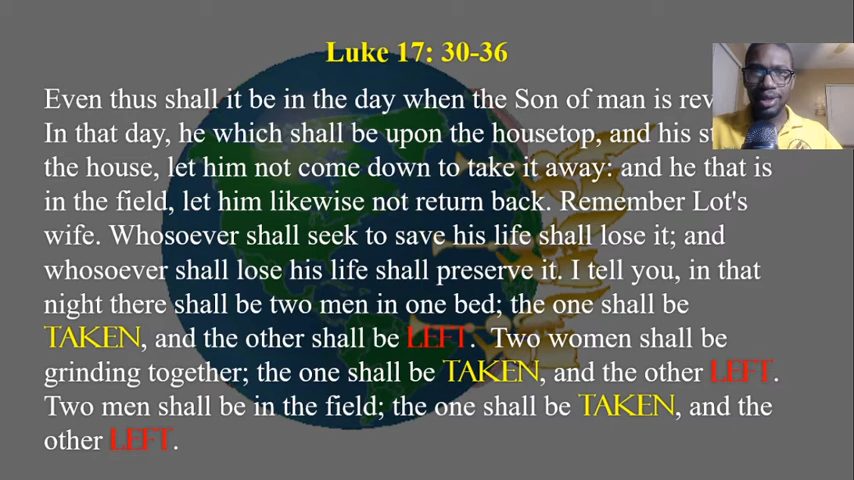 Luke 17: 30-36
Even thus shall it be in the day when the Son of man is
In that day, he which shall be upon the housetop, and his
the house, let him not come down to take it away: and he that is
in the field, let him likewise not return back. Remember Lot's
wife. Whosoever shall seek to save his life shall lose it; and
whosoever shall lose his life shall preserve it. I tell you, in that
night there shall be two men in one bed; the one shall be
TAKEN, and the other shall be LEFT. Two women shall be
grinding together; the one shall be TAKEN, and the other LEFT.
Two men shall be in the field; the one shall be TAKEN, and the
other LEFT.